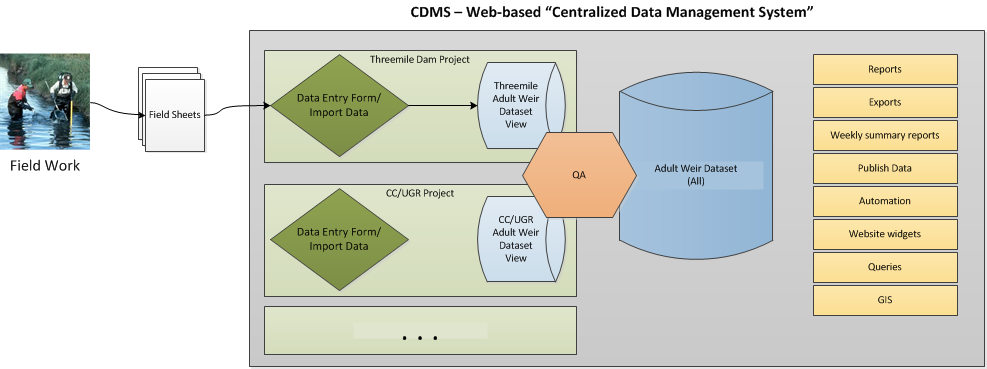 CDMS – Web-based “Centralized Data Management System”
Field Work
Field Sheets
Threemile Dam Project
Data Entry Form/
Import Data
Threemile
Adult Weir
Dataset
View
CC/UGR Project
Data Entry Form/
Import Data
CC/UGR
Adult Weir
Dataset
View
. . .
QA
Adult Weir Dataset
(All)
Reports
Exports
Weekly summary reports
Publish Data
Automation
Website widgets
Queries
GIS